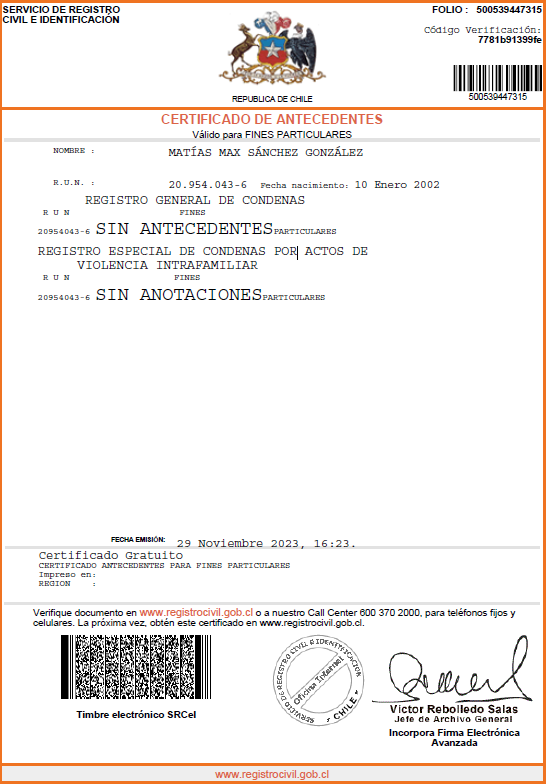 SERVICIO DE REGISTRO
CIVIL E IDENTIFICACIÓN
FOLIO : 500539447315
Código Verificación:
7781b91399fe
500539447315
REPUBLICA DE CHILE
CERTIFICADO DE ANTECEDENTES
Válido para FINES PARTICULARES
NOMBRE : MATÍAS MAX SÁNCHEZ GONZÁLEZ
R.U.N. : 20.954.043-6 Fecha nacimiento: 10 Enero 2002
REGISTRO GENERAL DE CONDENAS
R U N FINES
20954043-6 SIN ANTECEDENTES PARTICULARES
REGISTRO ESPECIAL DE CONDENAS POR ACTOS DE
VIOLENCIA INTRAFAMILIAR
R U N FINES
20954043-6 SIN ANOTACIONES PARTICULARES
FECHA EMISIÓN: 29 Noviembre 2023, 16:23.
Certificado Gratuito
CERTIFICADO ANTECEDENTES PARA FINES PARTICULARES
Impreso en:
REGION :
Verifique documento en www.registrocivil.gob.cl o a nuestro Call Center 600 370 2000, para teléfonos fijos y
celulares. La próxima vez, obtén este certificado en www.registrocivil.gob.cl.
Timbre electrónico SRCeI
SERVICIO DE REGISTRO CIVIL E IDENTIFICACION
Oficina Internet
CHILE
Victor Rebolledo Salas
Jefe de Archivo General
Incorpora Firma Electrónica
Avanzada
www.registrocivil.gob.cl